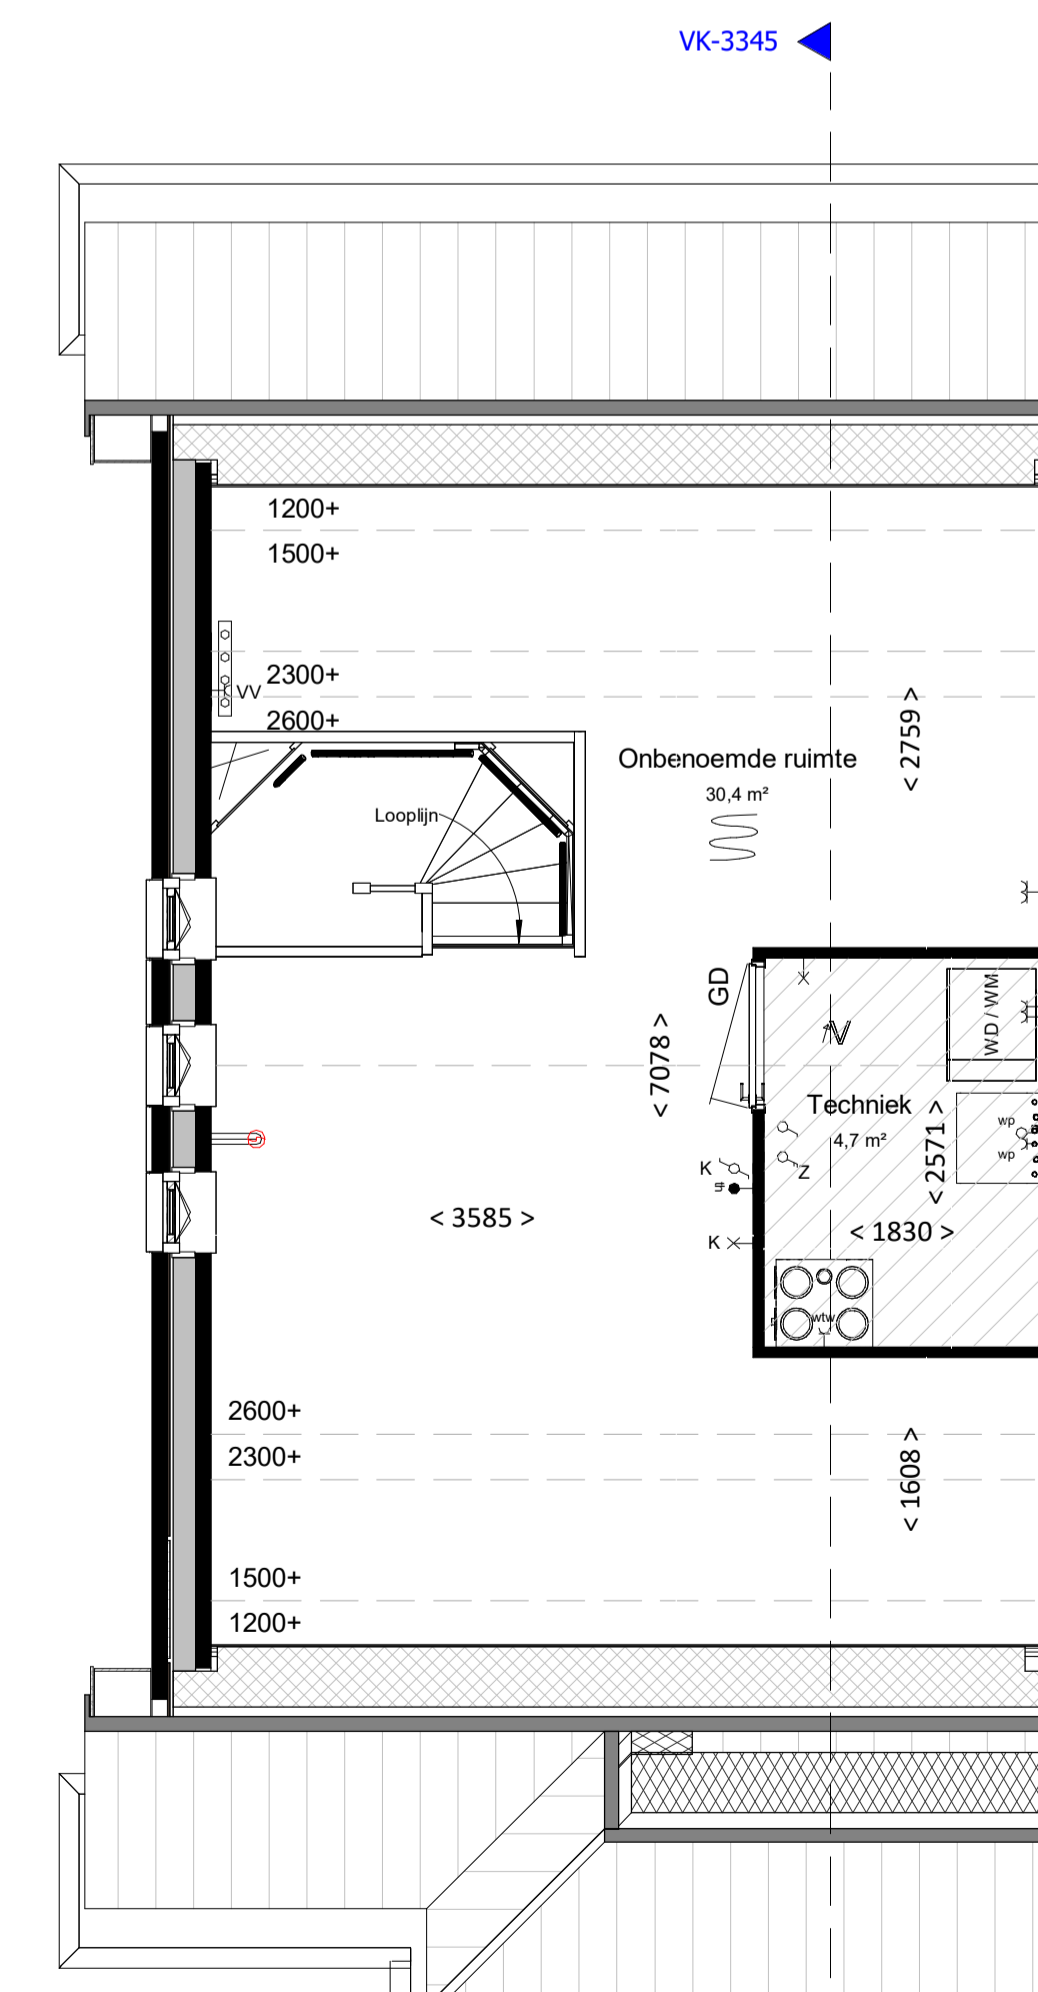 VK-3345
1200+
1500+
2300+
VV
2600+
< 2759 >
Onbenoemde ruimte
30,4 m²
Looplijn
GD
WD / WM
< 7078 >
V
Techniek
4,7 m²
wp
wp
< 2571 >
K
Z
< 3585 >
< 1830 >
K
wtw
2600+
2300+
< 1608 >
1500+
1200+